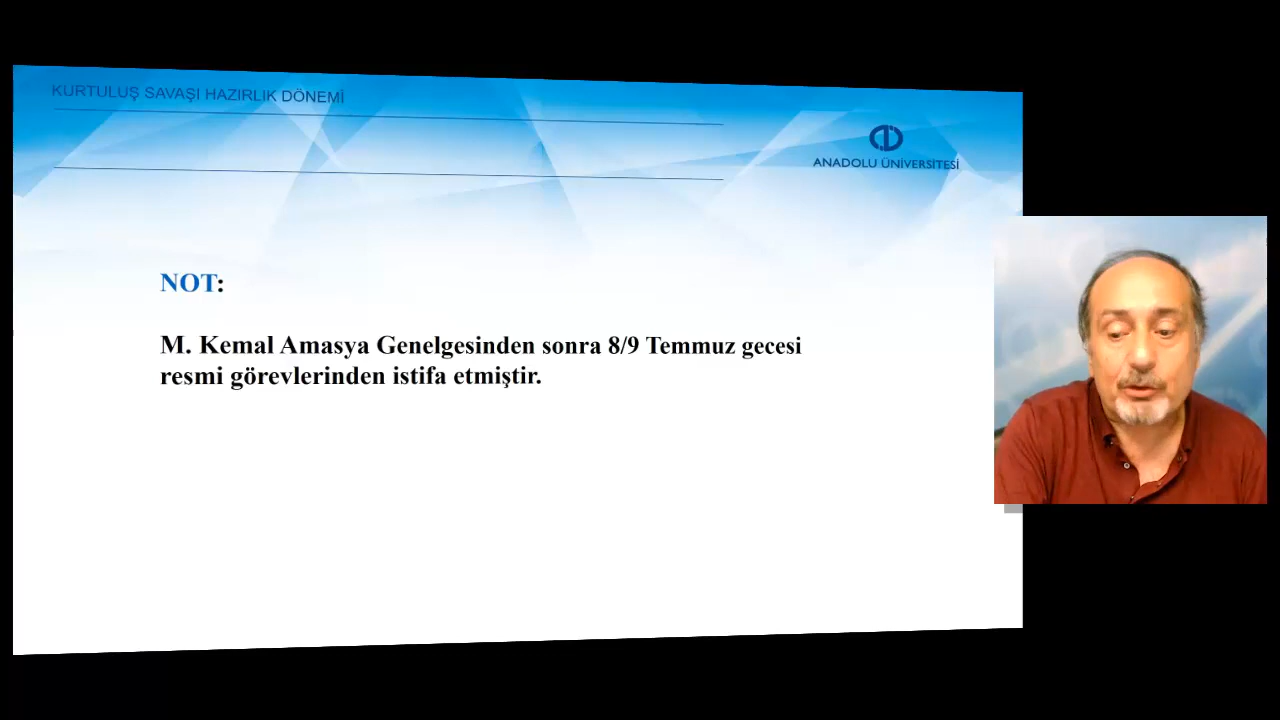 KURTULUŞ SAVAŞI HAZIRLIK DÖNEMİ
ANADOLU ÜNİVERSİTESİ
NOT:
M. Kemal Amasya Genelgesinden sonra 8/9 Temmuz gecesi
resmi görevlerinden istifa etmiştir.